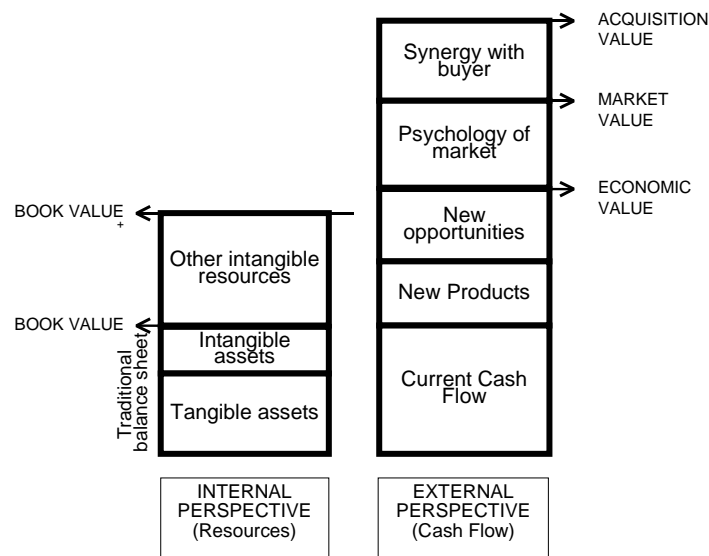 ACQUISITION
VALUE
Synergy with
buyer
MARKET
VALUE
Psychology of
market
ECONOMIC
VALUE
BOOK VALUE
+
New
opportunities
Other intangible
resources
New Products
BOOK VALUE
Intangible
assets
Traditional
balance sheet
Current Cash
Flow
Tangible assets
INTERNAL
PERSPECTIVE
(Resources)
EXTERNAL
PERSPECTIVE
(Cash Flow)